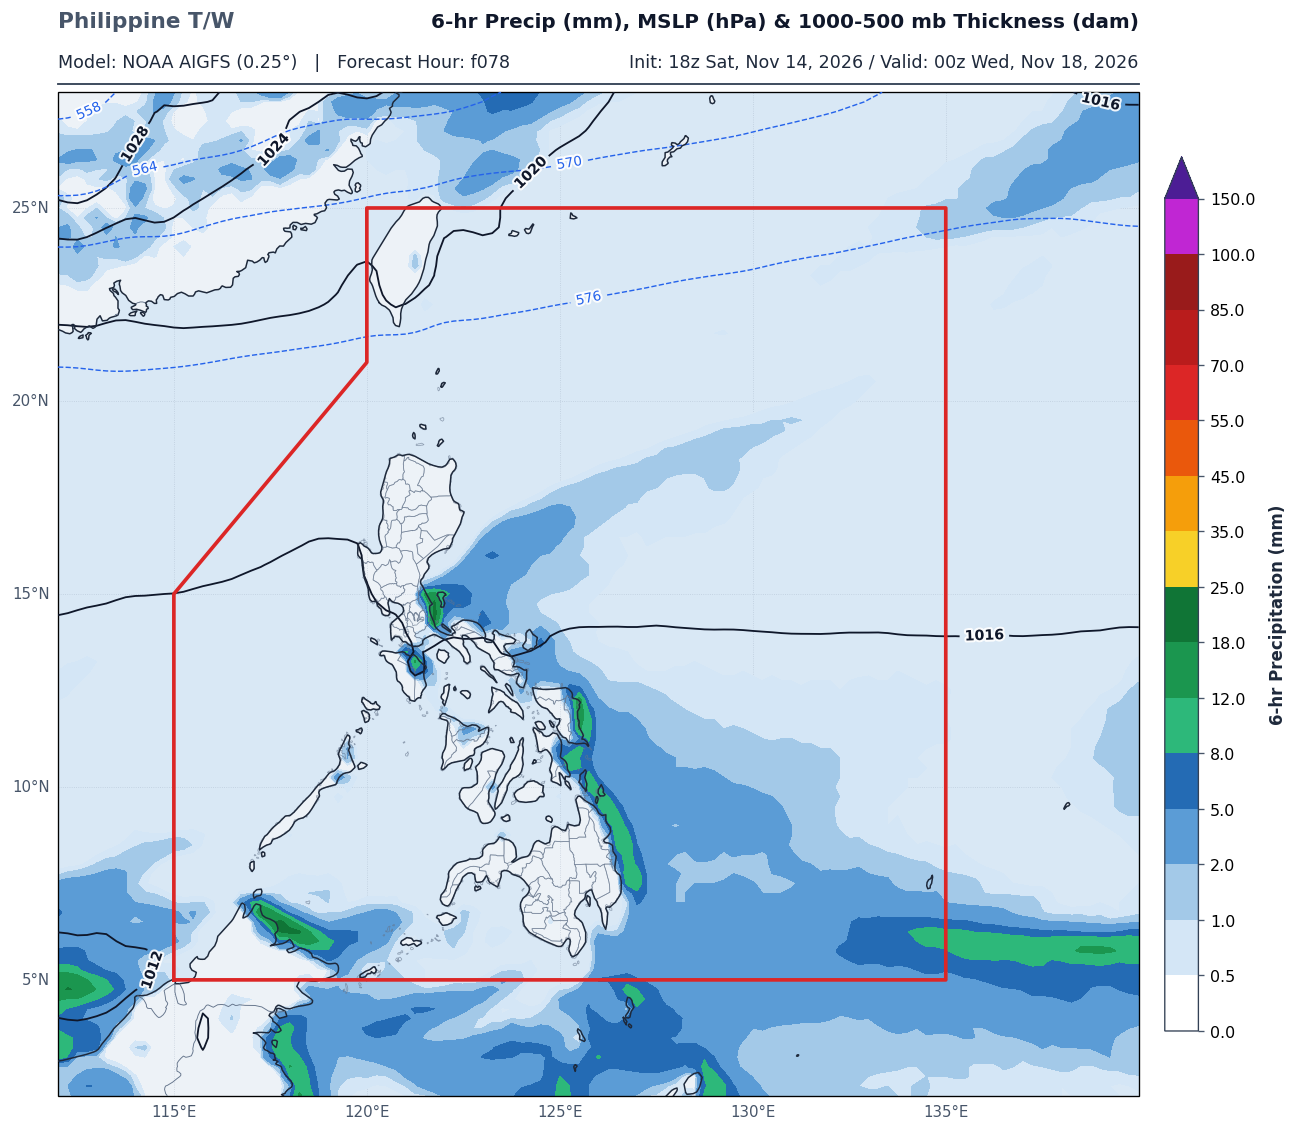 Philippine T/W
6-hr Precip (mm), MSLP (hPa) & 1000-500 mb Thickness (dam)
Model: NOAA AIGFS (0.25°)   |   Forecast Hour: f078
Init: 18z Sat, Nov 14, 2026 / Valid: 00z Wed, Nov 18, 2026
558
1028
1024
564
1020
570
1016
576
1016
1012
25°N
20°N
15°N
10°N
5°N
115°E
120°E
125°E
130°E
135°E
150.0
100.0
85.0
70.0
55.0
45.0
35.0
25.0
18.0
12.0
8.0
5.0
2.0
1.0
0.5
0.0
6-hr Precipitation (mm)